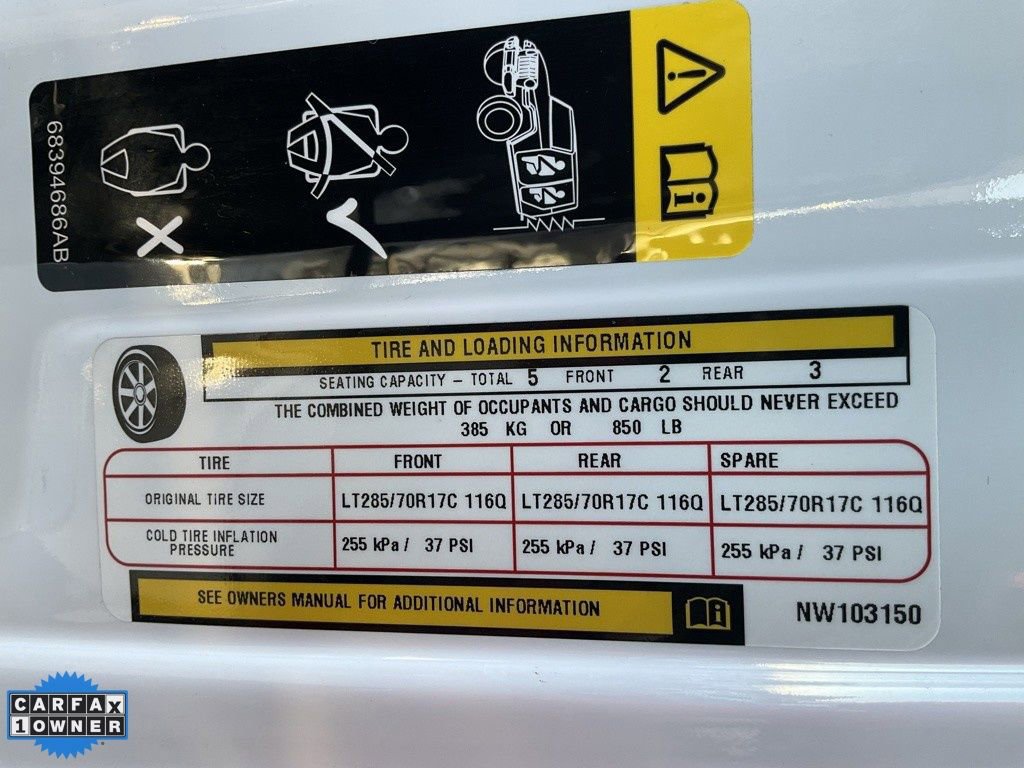 68394686AB
TIRE AND LOADING INFORMATION
SEATING CAPACITY – TOTAL 5 FRONT 2 REAR 3
THE COMBINED WEIGHT OF OCCUPANTS AND CARGO SHOULD NEVER EXCEED
385 KG OR 850 LB
TIRE FRONT REAR SPARE
ORIGINAL TIRE SIZE LT285/70R17C 116Q LT285/70R17C 116Q LT285/70R17C 116Q
COLD TIRE INFLATION
PRESSURE 255 kPa / 37 PSI 255 kPa / 37 PSI 255 kPa / 37 PSI
SEE OWNERS MANUAL FOR ADDITIONAL INFORMATION
NW103150
CARFAX
1 OWNER